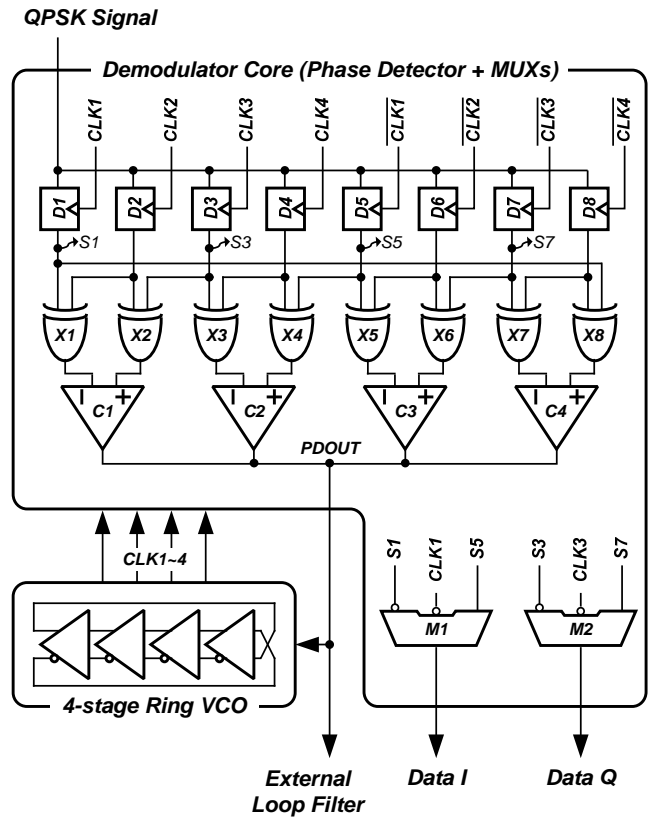 QPSK Signal
Demodulator Core (Phase Detector + MUXs)
CLK1 CLK2 CLK3 CLK4 CLK1 CLK2 CLK3 CLK4
D1 D2 D3 D4 D5 D6 D7 D8
S1 S3 S5 S7
X1 X2 X3 X4 X5 X6 X7 X8
− + − + − + − +
C1 C2 C3 C4
PDOUT
CLK1~4
S1 CLK1 S5 S3 CLK3 S7
M1 M2
4-stage Ring VCO
External
Loop Filter
Data I
Data Q